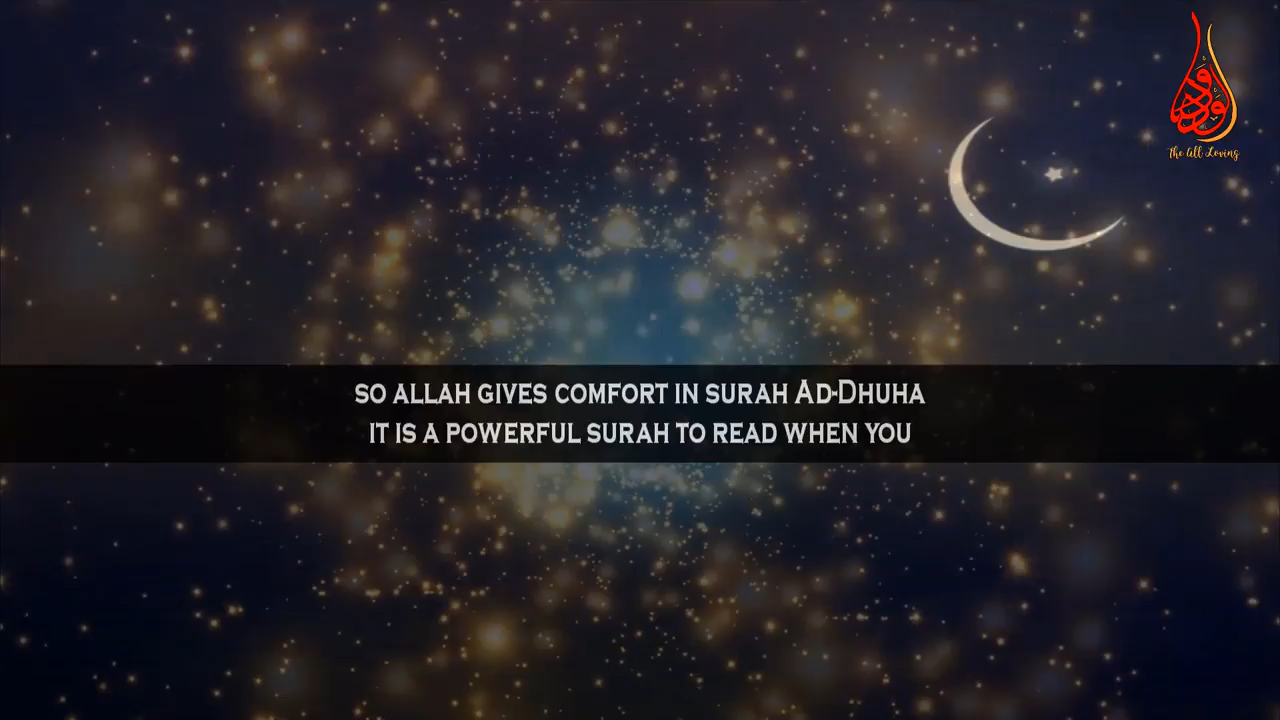 الودود
The All Loving
SO ALLAH GIVES COMFORT IN SURAH AD-DHUHA
IT IS A POWERFUL SURAH TO READ WHEN YOU